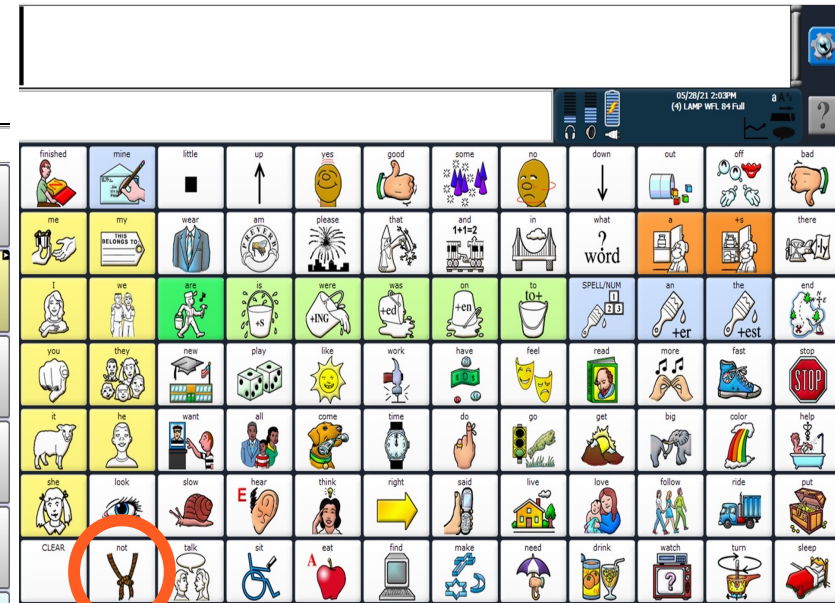 05/28/21 2:03PM
(4) LAMP WFL 84 Full
?
finished mine little up yes good some no down out off bad
me my wear am please that and in what a +s there
THIS BELONGS TO: PREVERB 1+1=2 ? word
I we are is were was on to SPELL/NUM an the end
+s +ING +ed +en to+ 1 2 3 +er +est
you they new play like work have feel read more fast stop
STOP
it he want all come time do go get big color help
she look slow hear think right said live love follow ride put
E
CLEAR not talk sit eat find make need drink watch turn sleep
A ?